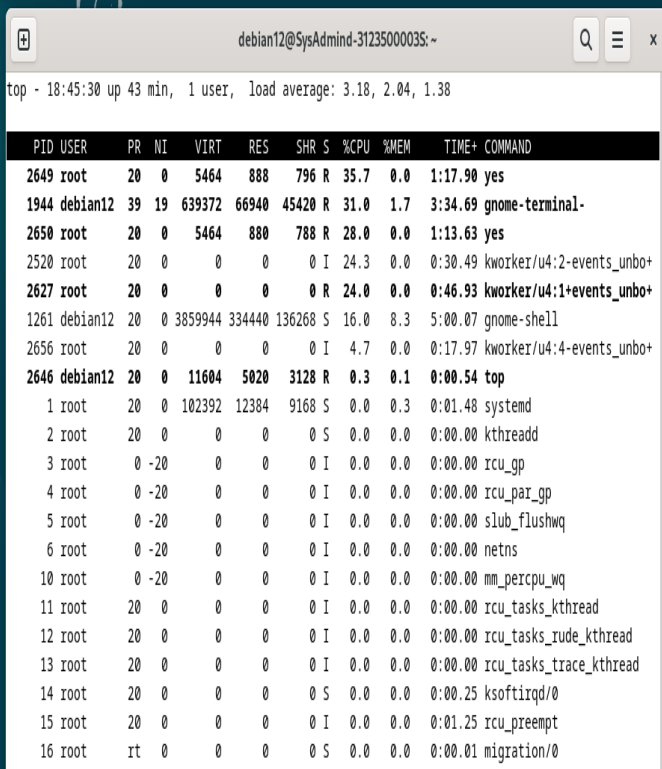 debian12@SysAdmind-3123500003S: ~
top - 18:45:30 up 43 min,  1 user,  load average: 3.18, 2.04, 1.38
PID USER PR NI VIRT RES SHR S %CPU %MEM TIME+ COMMAND
2649 root 20 0 5464 888 796 R 35.7 0.0 1:17.90 yes
1944 debian12 39 19 639372 66940 45420 R 31.0 1.7 3:34.69 gnome-terminal-
2650 root 20 0 5464 880 788 R 28.0 0.0 1:13.63 yes
2520 root 20 0 0 0 0 I 24.3 0.0 0:30.49 kworker/u4:2-events_unbo+
2627 root 20 0 0 0 0 R 24.0 0.0 0:46.93 kworker/u4:1+events_unbo+
1261 debian12 20 0 3859944 334440 136268 S 16.0 8.3 5:00.07 gnome-shell
2656 root 20 0 0 0 0 I 4.7 0.0 0:17.97 kworker/u4:4-events_unbo+
2646 debian12 20 0 11604 5020 3128 R 0.3 0.1 0:00.54 top
1 root 20 0 102392 12384 9168 S 0.0 0.3 0:01.48 systemd
2 root 20 0 0 0 0 S 0.0 0.0 0:00.00 kthreadd
3 root 0 -20 0 0 0 I 0.0 0.0 0:00.00 rcu_gp
4 root 0 -20 0 0 0 I 0.0 0.0 0:00.00 rcu_par_gp
5 root 0 -20 0 0 0 I 0.0 0.0 0:00.00 slub_flushwq
6 root 0 -20 0 0 0 I 0.0 0.0 0:00.00 netns
10 root 0 -20 0 0 0 I 0.0 0.0 0:00.00 mm_percpu_wq
11 root 20 0 0 0 0 I 0.0 0.0 0:00.00 rcu_tasks_kthread
12 root 20 0 0 0 0 I 0.0 0.0 0:00.00 rcu_tasks_rude_kthread
13 root 20 0 0 0 0 I 0.0 0.0 0:00.00 rcu_tasks_trace_kthread
14 root 20 0 0 0 0 S 0.0 0.0 0:00.25 ksoftirqd/0
15 root 20 0 0 0 0 I 0.0 0.0 0:01.25 rcu_preempt
16 root rt 0 0 0 0 S 0.0 0.0 0:00.01 migration/0